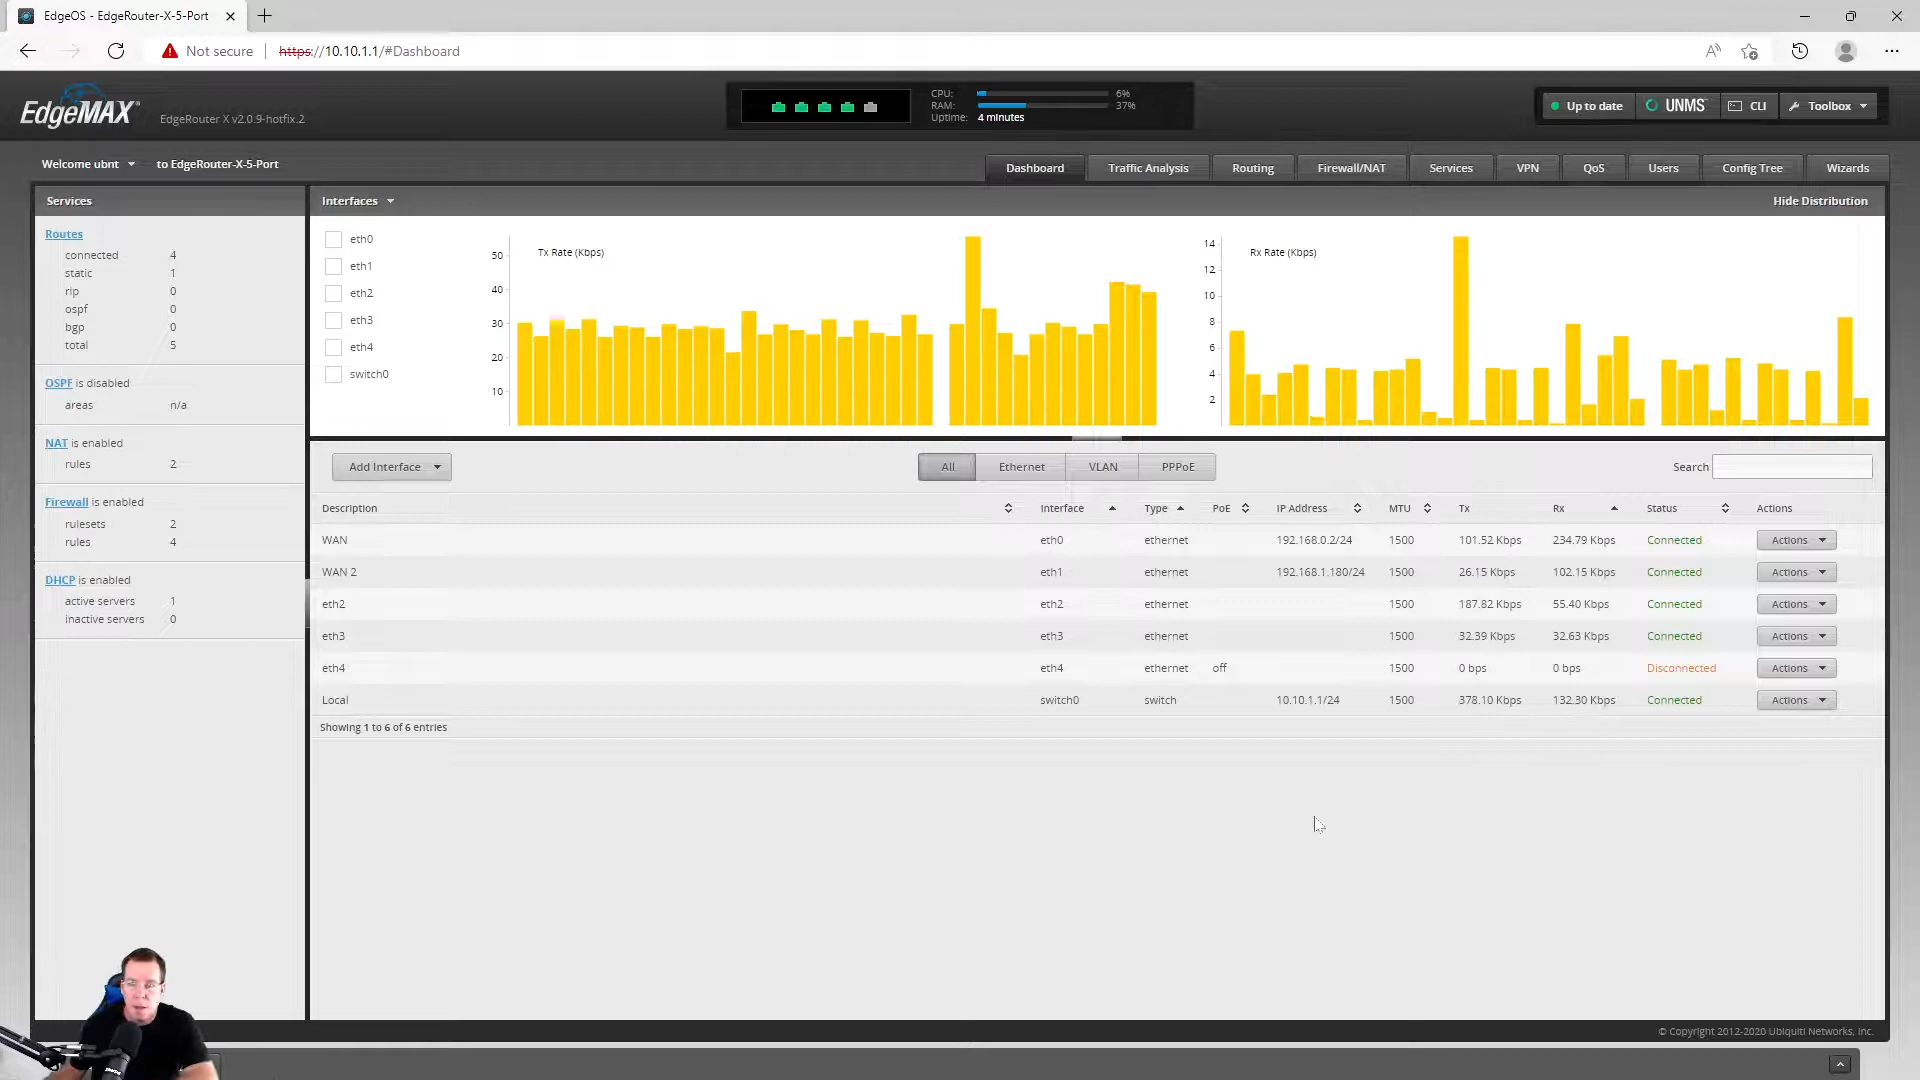 EdgeOS - EdgeRouter-X-5-Port
Not secure https://10.10.1.1/#Dashboard
EdgeMAX EdgeRouter X v2.0.9-hotfix.2
CPU: 6%
RAM: 37%
Uptime: 4 minutes
Up to date UNMS CLI Toolbox
Welcome ubnt to EdgeRouter-X-5-Port
Dashboard Traffic Analysis Routing Firewall/NAT Services VPN QoS Users Config Tree Wizards
Services
Routes
connected 4
static 1
rip 0
ospf 0
bgp 0
total 5
OSPF is disabled
areas n/a
NAT is enabled
rules 2
Firewall is enabled
rulesets 2
rules 4
DHCP is enabled
active servers 1
inactive servers 0
Interfaces Hide Distribution
eth0
eth1
eth2
eth3
eth4
switch0
Tx Rate (Kbps)
50
40
30
20
10
Rx Rate (Kbps)
14
12
10
8
6
4
2
Add Interface All Ethernet VLAN PPPoE Search
Description Interface Type PoE IP Address MTU Tx Rx Status Actions
WAN eth0 ethernet 192.168.0.2/24 1500 101.52 Kbps 234.79 Kbps Connected Actions
WAN 2 eth1 ethernet 192.168.1.180/24 1500 26.15 Kbps 102.15 Kbps Connected Actions
eth2 eth2 ethernet 1500 187.82 Kbps 55.40 Kbps Connected Actions
eth3 eth3 ethernet 1500 32.39 Kbps 32.63 Kbps Connected Actions
eth4 eth4 ethernet off 1500 0 bps 0 bps Disconnected Actions
Local switch0 switch 10.10.1.1/24 1500 378.10 Kbps 132.30 Kbps Connected Actions
Showing 1 to 6 of 6 entries
© Copyright 2012-2020 Ubiquiti Networks, Inc.